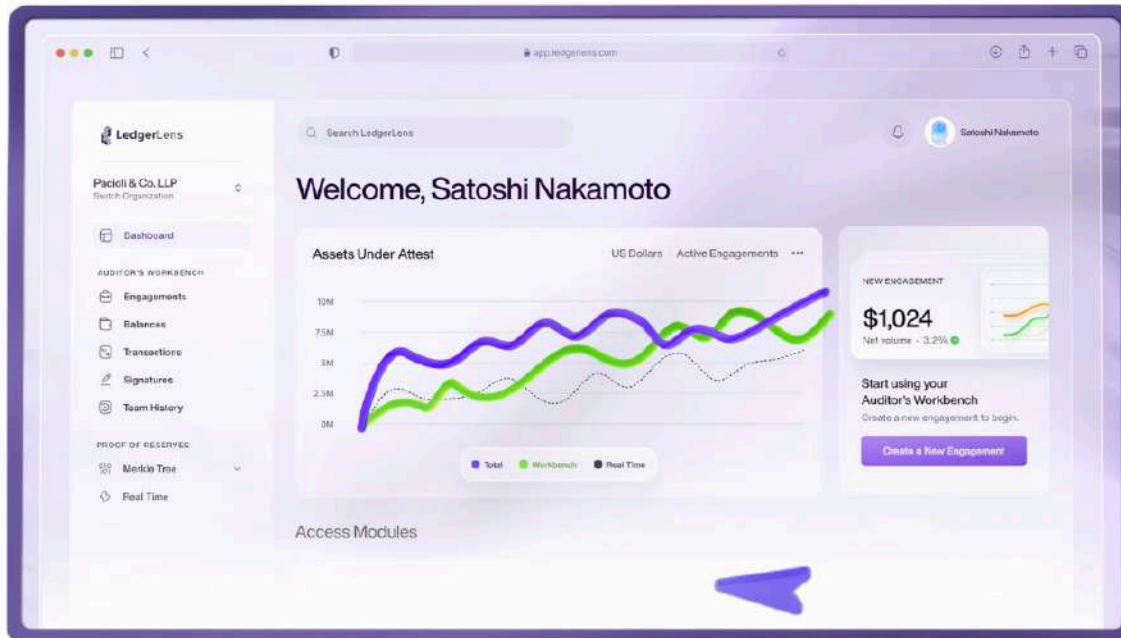 app.ledgerlens.com
LedgerLens
Search LedgerLens
Satoshi Nakamoto
Pacioli & Co. LLP
Switch Organization
Dashboard
AUDITOR'S WORKBENCH
Engagements
Balances
Transactions
Signatures
Team History
PROOF OF RESERVES
Merkle Tree
Real Time
Welcome, Satoshi Nakamoto
Assets Under Attest
US Dollars
Active Engagements
10M
7.5M
5M
2.5M
0M
Total
Workbench
Real Time
NEW ENGAGEMENT
$1,024
Net volume · 3.2%
Start using your
Auditor's Workbench
Create a new engagement to begin.
Create a New Engagement
Access Modules